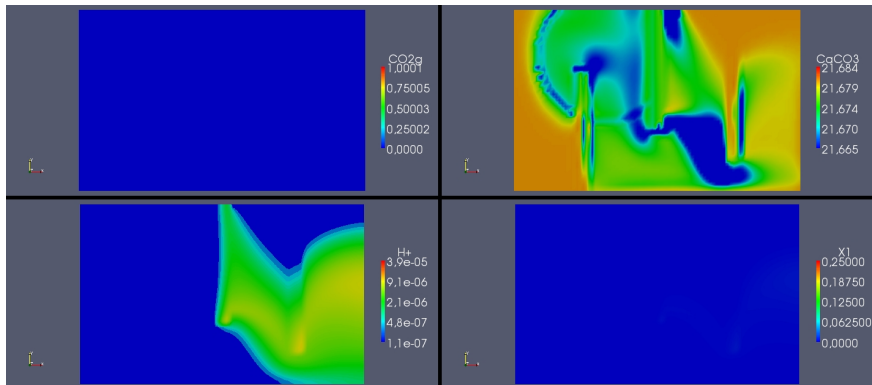 CO2g
1,0001
0,75005
0,50003
0,25002
0,0000
CaCO3
21,684
21,679
21,674
21,670
21,665
H+
3,9e-05
9,1e-06
2,1e-06
4,8e-07
1,1e-07
X1
0,25000
0,18750
0,12500
0,062500
0,0000